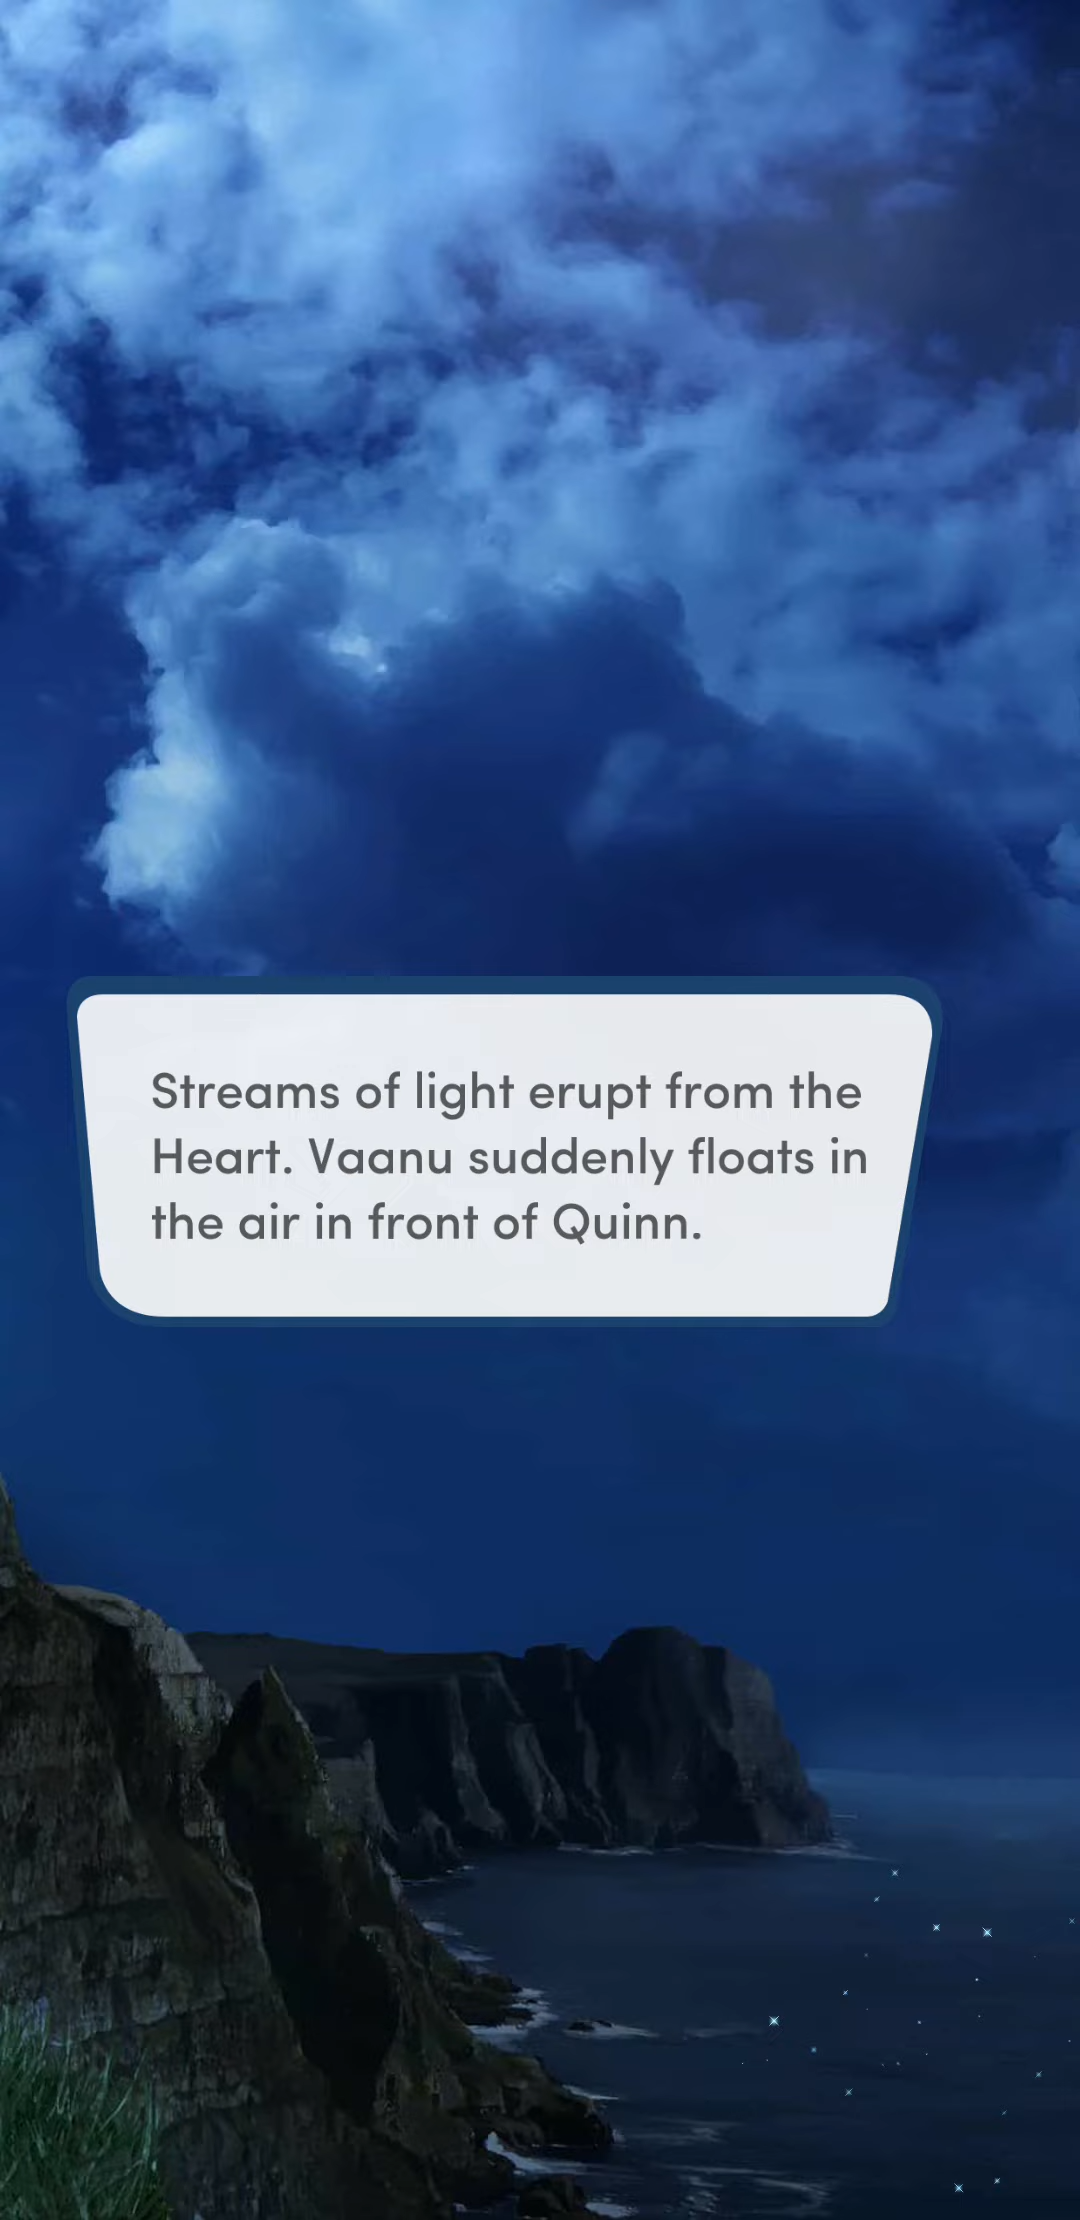 Streams of light erupt from the
Heart. Vaanu suddenly floats in
the air in front of Quinn.